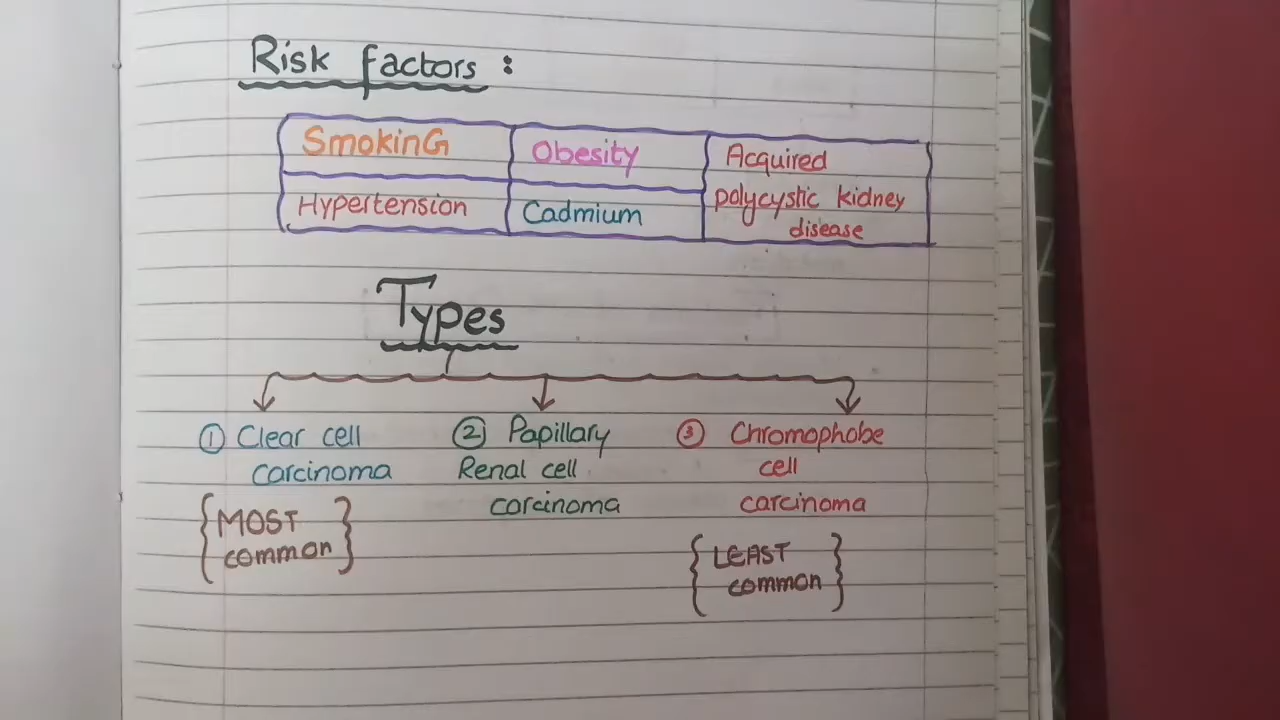 Risk factors :
SmokinG
Obesity
Acquired
polycystic kidney
disease
Hypertension
Cadmium
Types
① Clear cell
carcinoma
{MOST
common}
② Papillary
Renal cell
carcinoma
③ Chromophobe
cell
carcinoma
{LEAST
common}